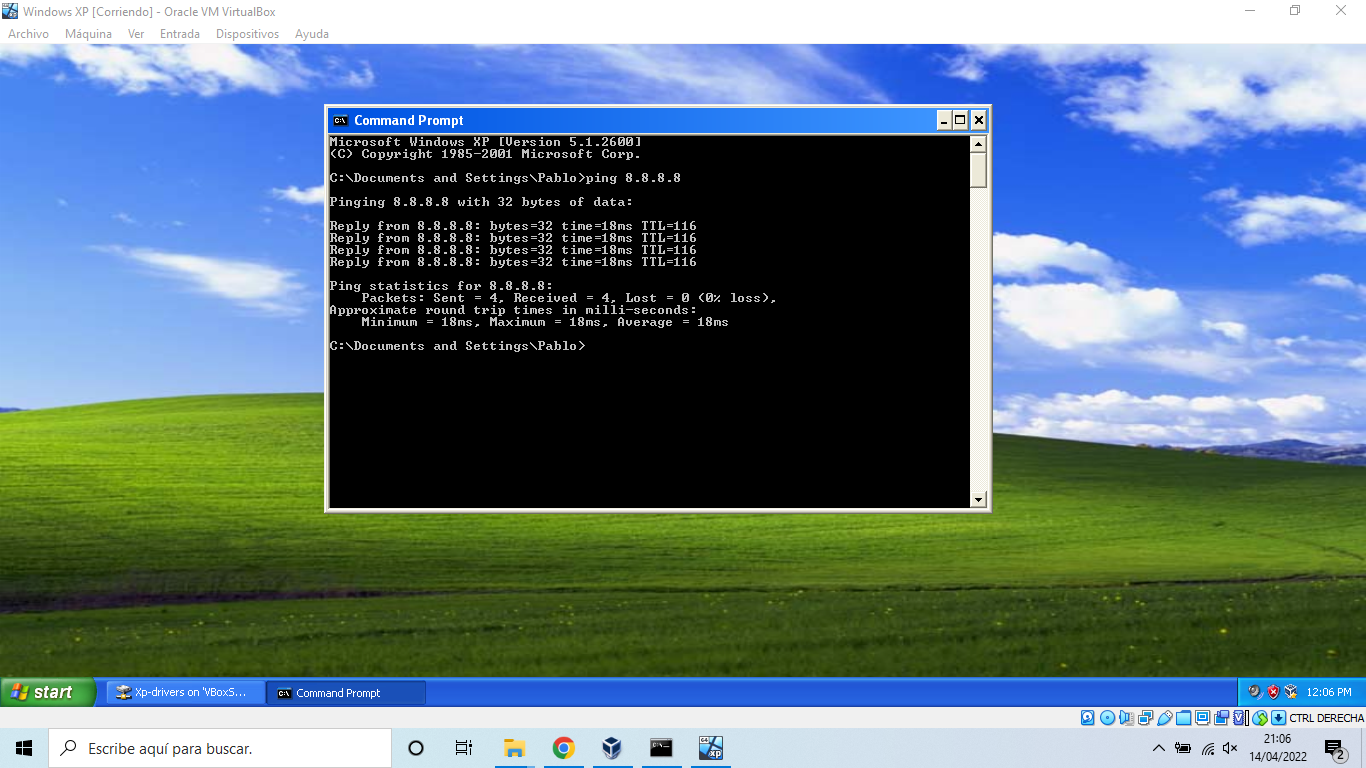 Windows XP [Corriendo] - Oracle VM VirtualBox
Archivo Máquina Ver Entrada Dispositivos Ayuda
Command Prompt
Microsoft Windows XP [Version 5.1.2600]
(C) Copyright 1985-2001 Microsoft Corp.
C:\Documents and Settings\Pablo>ping 8.8.8.8
Pinging 8.8.8.8 with 32 bytes of data:
Reply from 8.8.8.8: bytes=32 time=18ms TTL=116
Reply from 8.8.8.8: bytes=32 time=18ms TTL=116
Reply from 8.8.8.8: bytes=32 time=18ms TTL=116
Reply from 8.8.8.8: bytes=32 time=18ms TTL=116
Ping statistics for 8.8.8.8:
Packets: Sent = 4, Received = 4, Lost = 0 (0% loss),
Approximate round trip times in milli-seconds:
Minimum = 18ms, Maximum = 18ms, Average = 18ms
C:\Documents and Settings\Pablo>
start Xp-drivers on 'VBoxS... Command Prompt 12:06 PM
CTRL DERECHA
Escribe aquí para buscar.
64
xp
21:06
14/04/2022
2